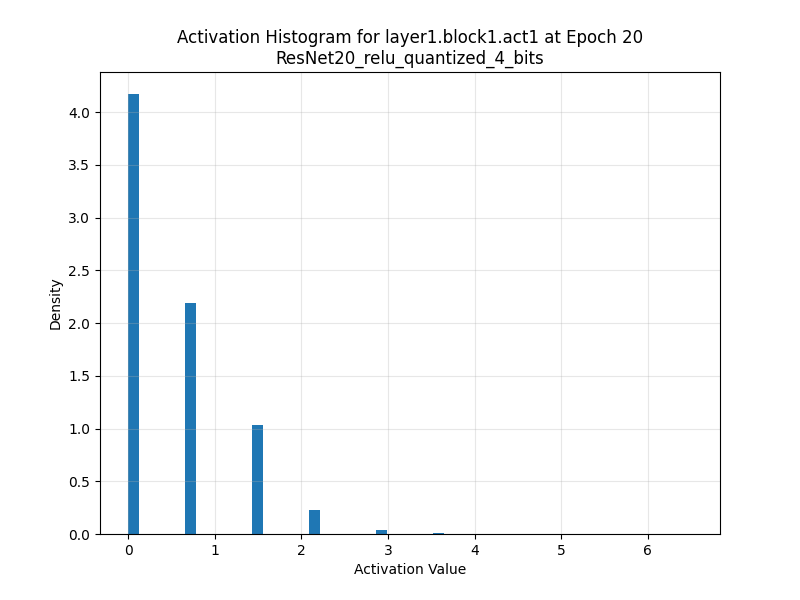 Activation Histogram for layer1.block1.act1 at Epoch 20
ResNet20_relu_quantized_4_bits
Density
4.0
3.5
3.0
2.5
2.0
1.5
1.0
0.5
0.0
0 1 2 3 4 5 6
Activation Value